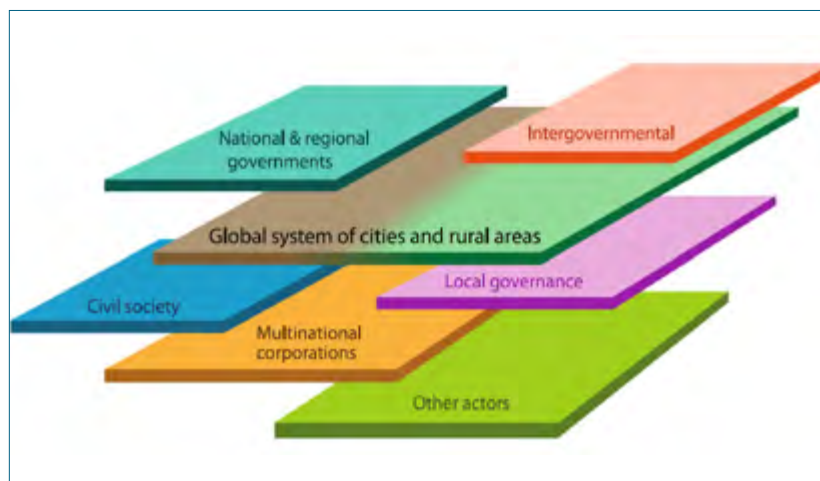 National & regional
governments
Intergovernmental
Global system of cities and rural areas
Local governance
Civil society
Multinational
corporations
Other actors